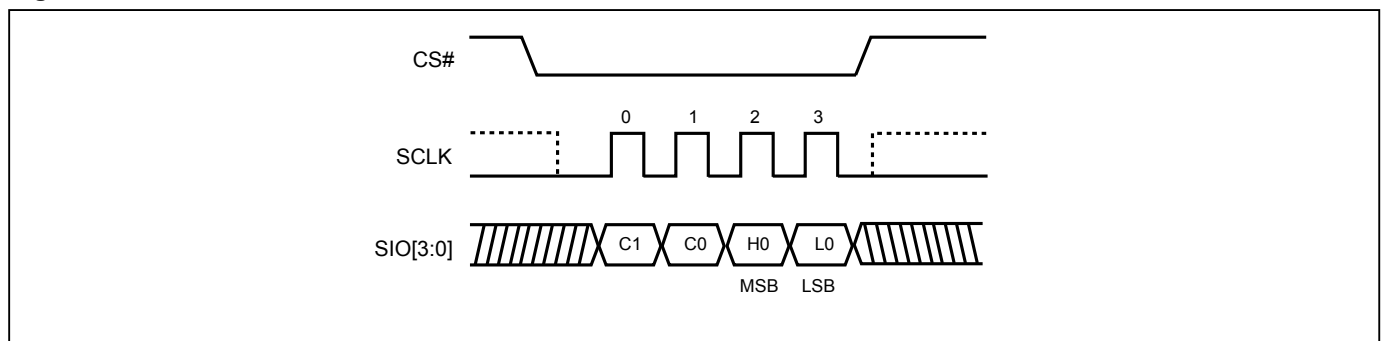 CS#
0 1 2 3
SCLK
SIO[3:0] C1 C0 H0 L0
MSB LSB